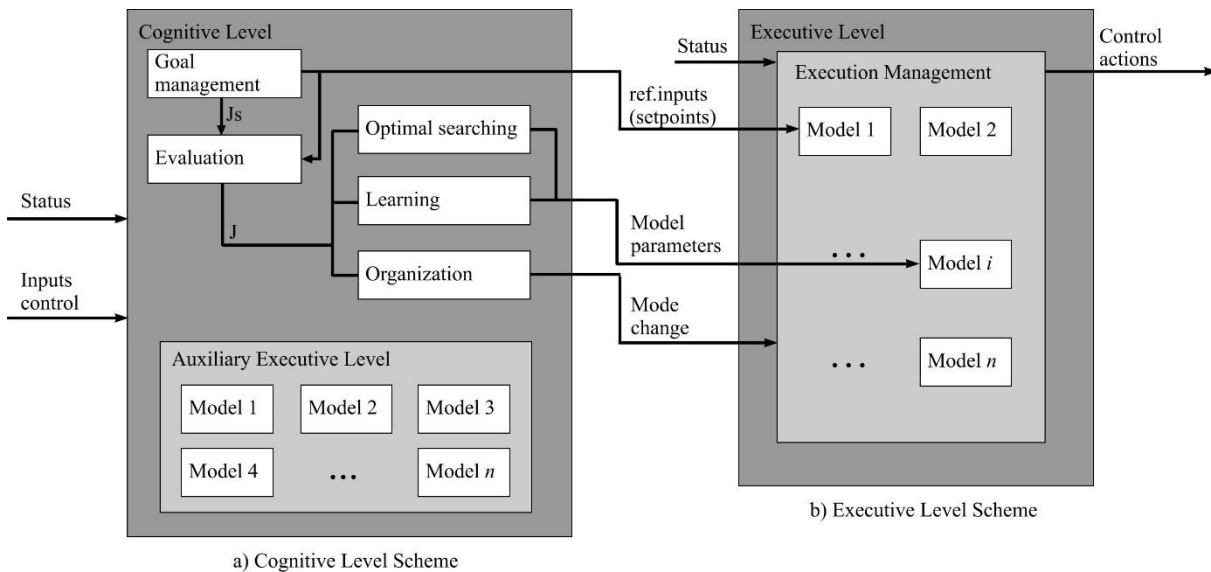 Cognitive Level
Goal
management
Js
Evaluation
J
Optimal searching
Learning
Organization
Status
Inputs
control
Auxiliary Executive Level
Model 1
Model 2
Model 3
Model 4
...
Model n
a) Cognitive Level Scheme
ref.inputs
(setpoints)
Model
parameters
Mode
change
Status
Executive Level
Execution Management
Model 1
Model 2
...
Model i
...
Model n
Control
actions
b) Executive Level Scheme